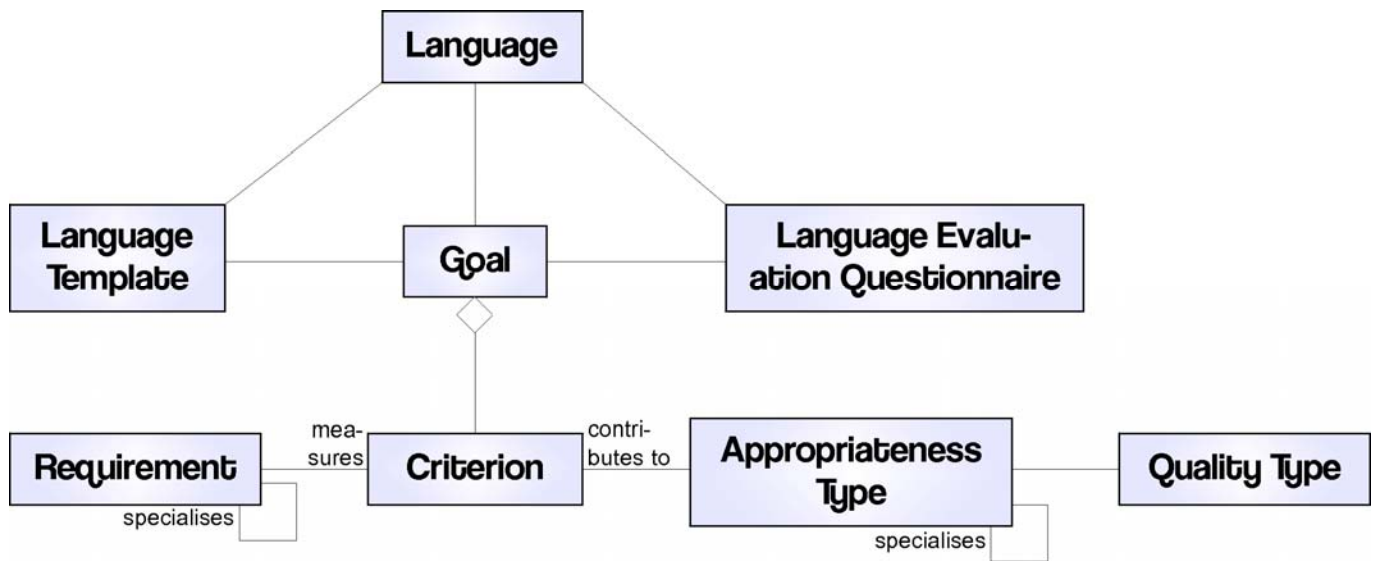 Language
Language
Template
Goal
Language Evalu-
ation Questionnaire
Requirement
mea-
sures
Criterion
contri-
butes to
Appropriateness
Type
Quality Type
specialises
specialises